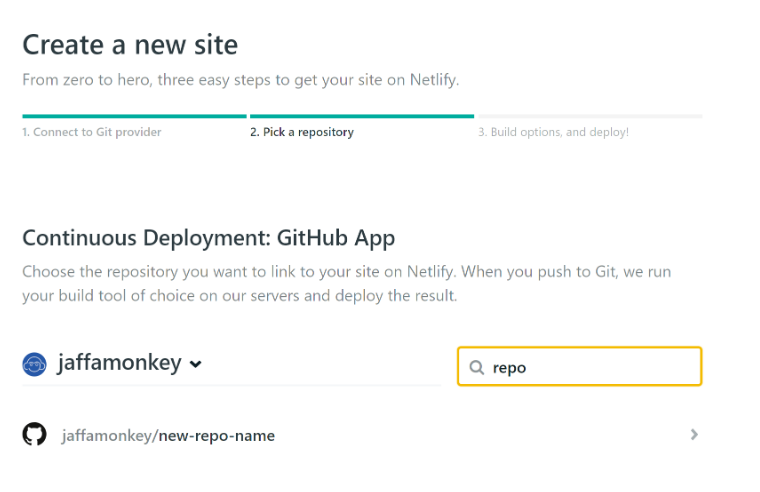 Create a new site
From zero to hero, three easy steps to get your site on Netlify.
1. Connect to Git provider
2. Pick a repository
3. Build options, and deploy!
Continuous Deployment: GitHub App
Choose the repository you want to link to your site on Netlify. When you push to Git, we run
your build tool of choice on our servers and deploy the result.
jaffamonkey
repo
jaffamonkey/new-repo-name